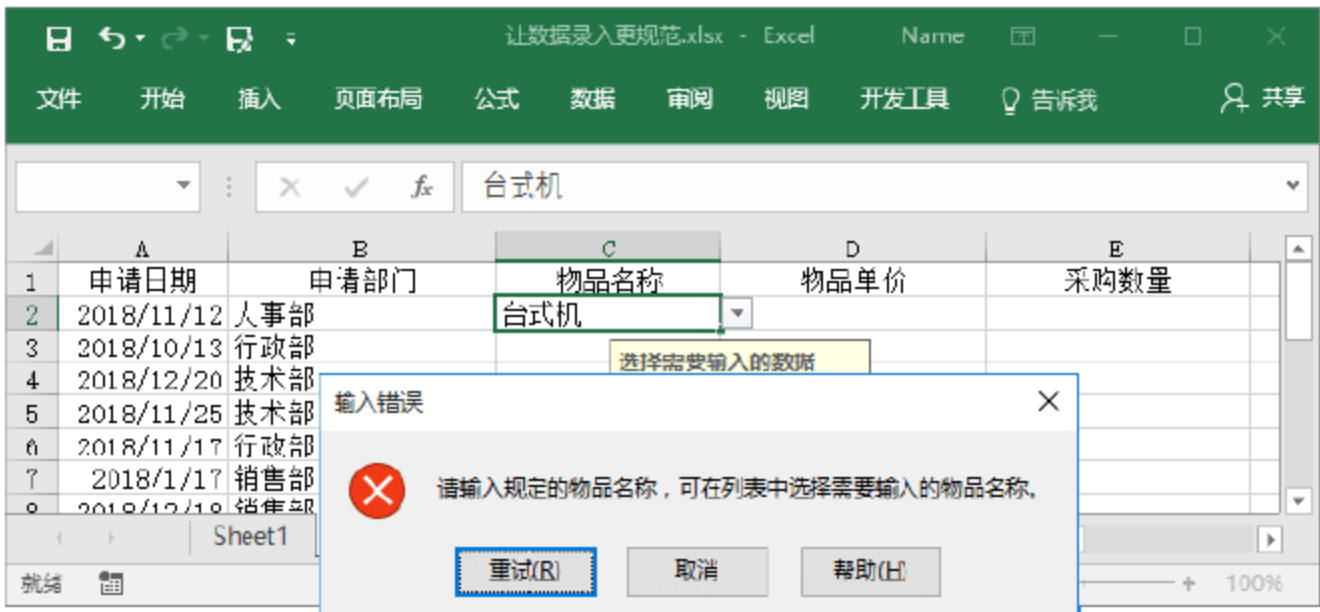 让数据录入更规范.xlsx - Excel Name
文件 开始 插入 页面布局 公式 数据 审阅 视图 开发工具 告诉我 共享
fx 台式机
A B C D E
1 申请日期 申请部门 物品名称 物品单价 采购数量
2 2018/11/12 人事部 台式机
3 2018/10/13 行政部
选择需要输入的数据
4 2018/12/20 技术部
输入错误
5 2018/11/25 技术部
6 2018/11/17 行政部
7 2018/1/17 销售部
请输入规定的物品名称，可在列表中选择需要输入的物品名称。
8 2018/12/18 销售部
Sheet1
重试(R) 取消 帮助(H)
就绪 100%